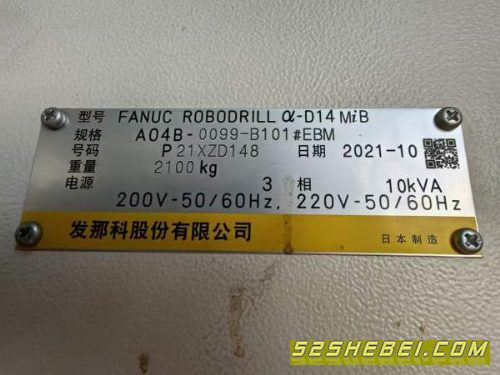 型号 FANUC ROBODRILL α-D14MiB
规格 A04B-0099-B101#EBM
号码 P21XZD148 日期 2021-10
重量 2100kg
电源 3相 10kVA
200V-50/60Hz, 220V-50/60Hz
发那科股份有限公司 日本制造
52SHEBEI.COM